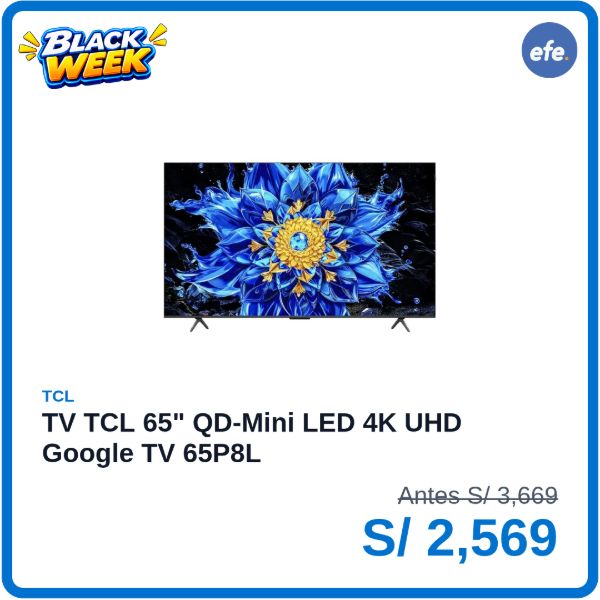 BLACK
WEEK
efe.
TCL
TV TCL 65" QD-Mini LED 4K UHD
Google TV 65P8L
Antes S/ 3,669
S/ 2,569